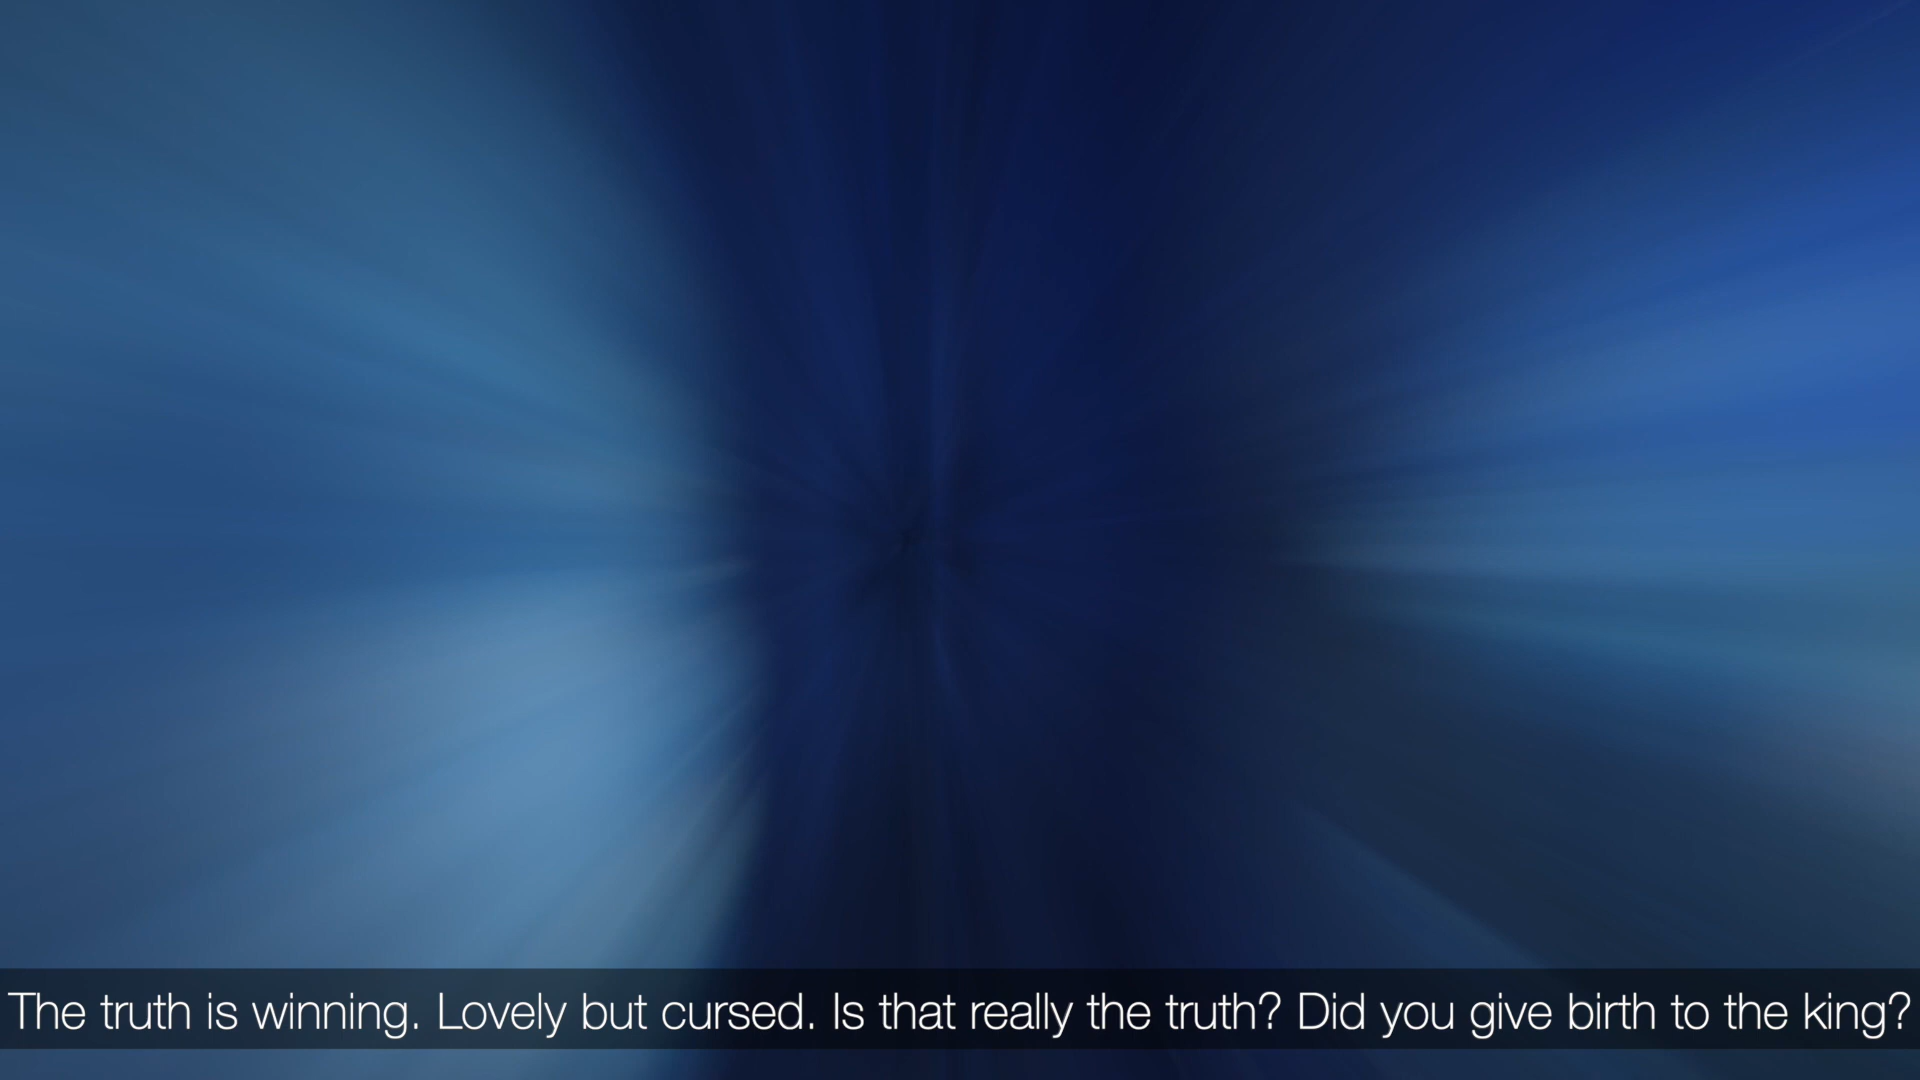 The truth is winning. Lovely but cursed. Is that really the truth? Did you give birth to the king?